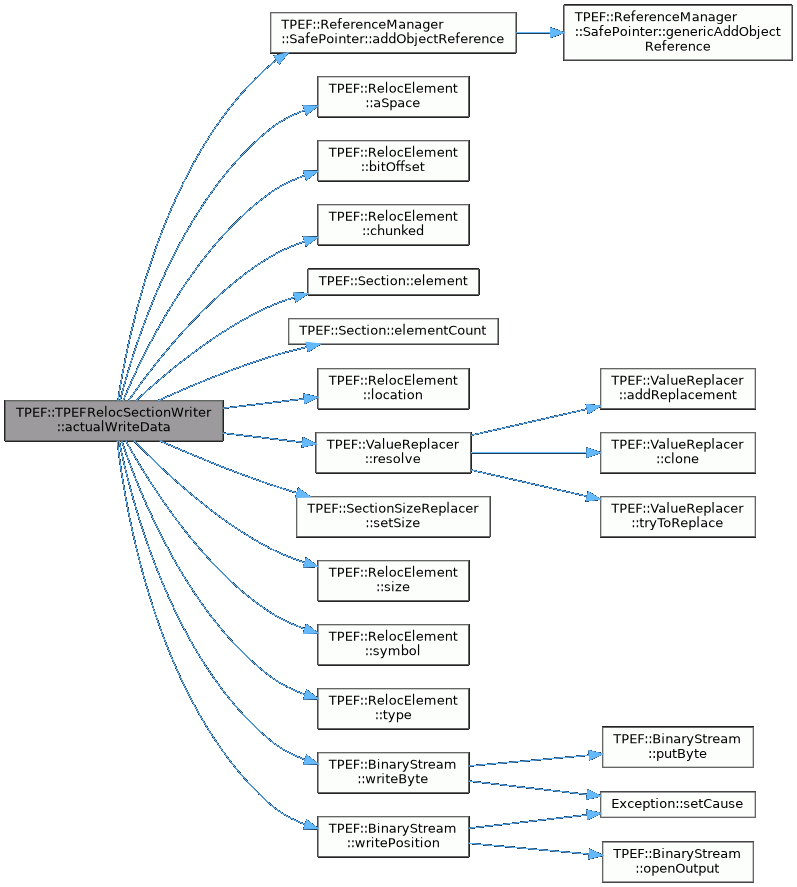 TPEF::ReferenceManager
::SafePointer::addObjectReference
TPEF::ReferenceManager
::SafePointer::genericAddObject
Reference
TPEF::RelocElement
::aSpace
TPEF::RelocElement
::bitOffset
TPEF::RelocElement
::chunked
TPEF::Section::element
TPEF::Section::elementCount
TPEF::RelocElement
::location
TPEF::ValueReplacer
::addReplacement
TPEF::TPEFRelocSectionWriter
::actualWriteData
TPEF::ValueReplacer
::resolve
TPEF::ValueReplacer
::clone
TPEF::SectionSizeReplacer
::setSize
TPEF::ValueReplacer
::tryToReplace
TPEF::RelocElement
::size
TPEF::RelocElement
::symbol
TPEF::RelocElement
::type
TPEF::BinaryStream
::writeByte
TPEF::BinaryStream
::putByte
Exception::setCause
TPEF::BinaryStream
::writePosition
TPEF::BinaryStream
::openOutput